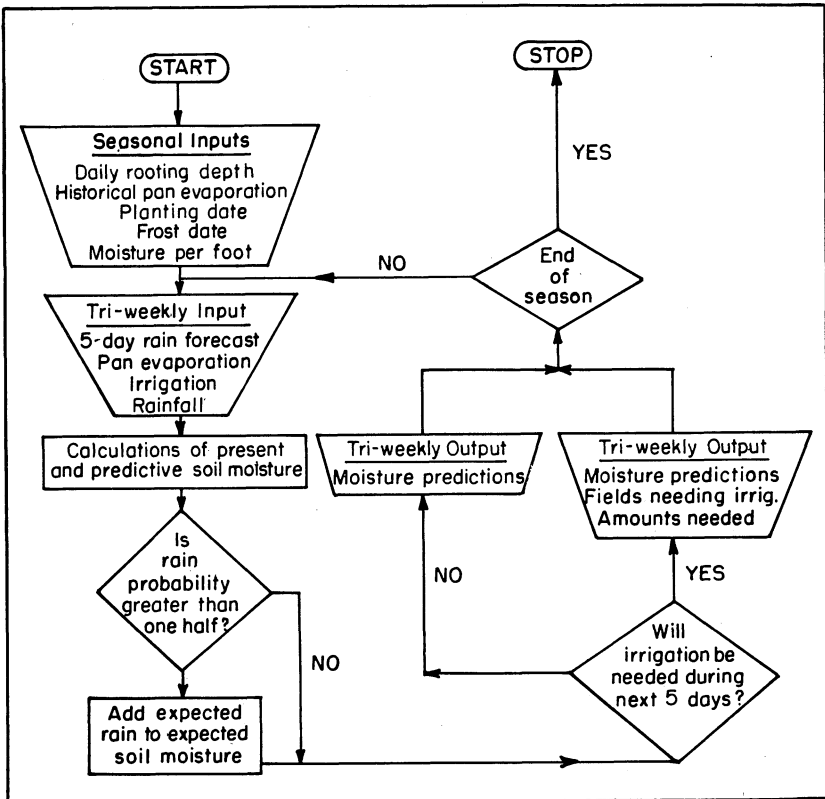 START
Seasonal Inputs
Daily rooting depth
Historical pan evaporation
Planting date
Frost date
Moisture per foot
Tri-weekly Input
5-day rain forecast
Pan evaporation
Irrigation
Rainfall
Calculations of present
and predictive soil moisture
Is
rain
probability
greater than
one half?
NO
Add expected
rain to expected
soil moisture
STOP
YES
End
of
season
NO
Tri-weekly Output
Moisture predictions
NO
Tri-weekly Output
Moisture predictions
Fields needing irrig.
Amounts needed
YES
Will
irrigation be
needed during
next 5 days?